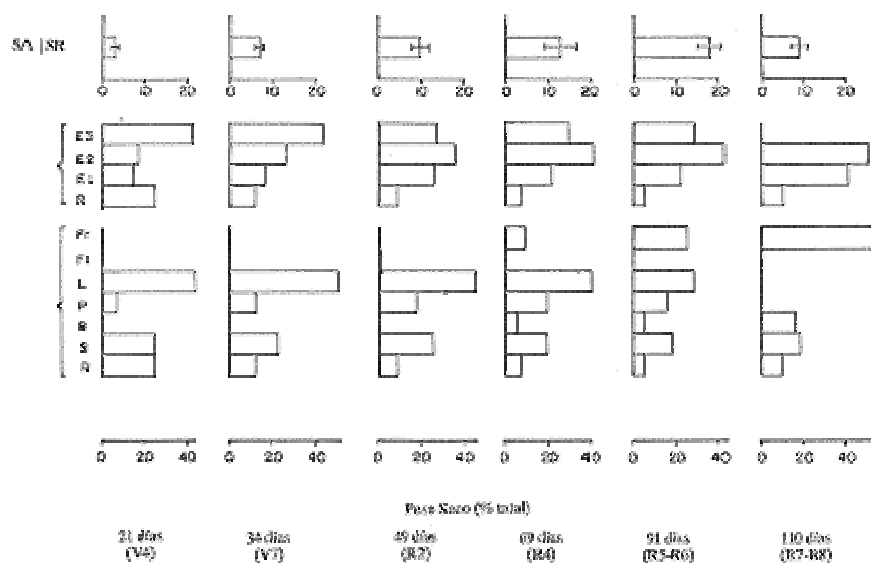 SA | SR
0 10 20 0 10 20 0 10 20 0 10 20 0 10 20 0 10 20
E3
E2
E1
R
Fr
Fl
L
P
R
S
R
0 20 40 0 20 40 0 20 40 0 20 40 0 20 40 0 20 40
Peso Seco (% total)
21 días 34 días 49 días 69 días 91 días 110 días
(V4) (V7) (R2) (R4) (R5-R6) (R7-R8)